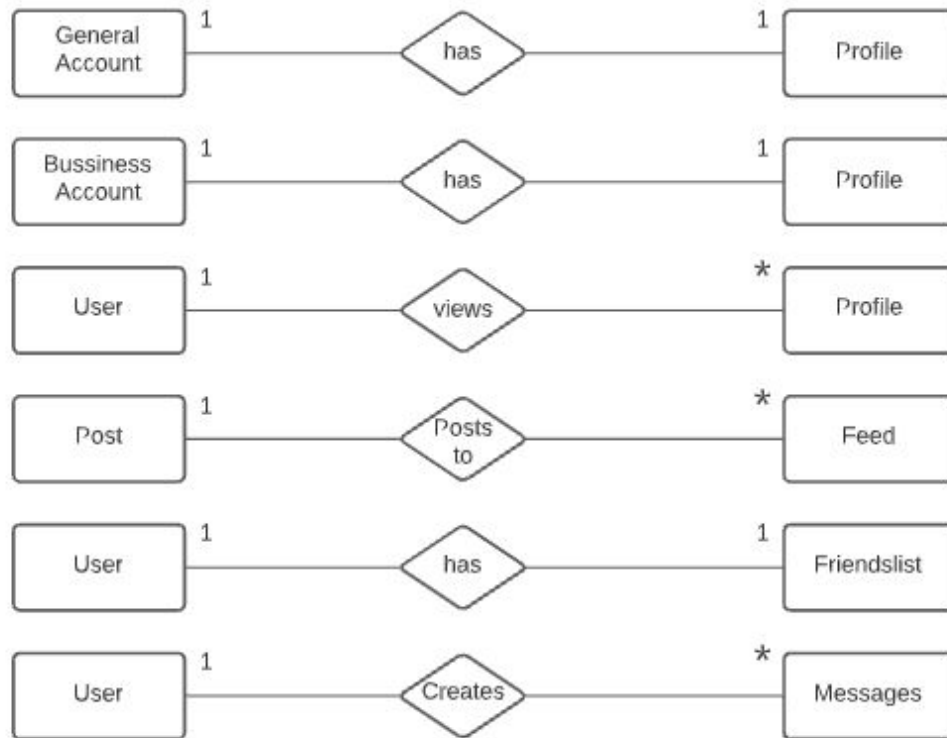 1 1
General
Account
has
Profile
1 1
Bussiness
Account
has
Profile
1 *
User
views
Profile
1 *
Post
Posts
to
Feed
1 1
User
has
Friendslist
1 *
User
Creates
Messages